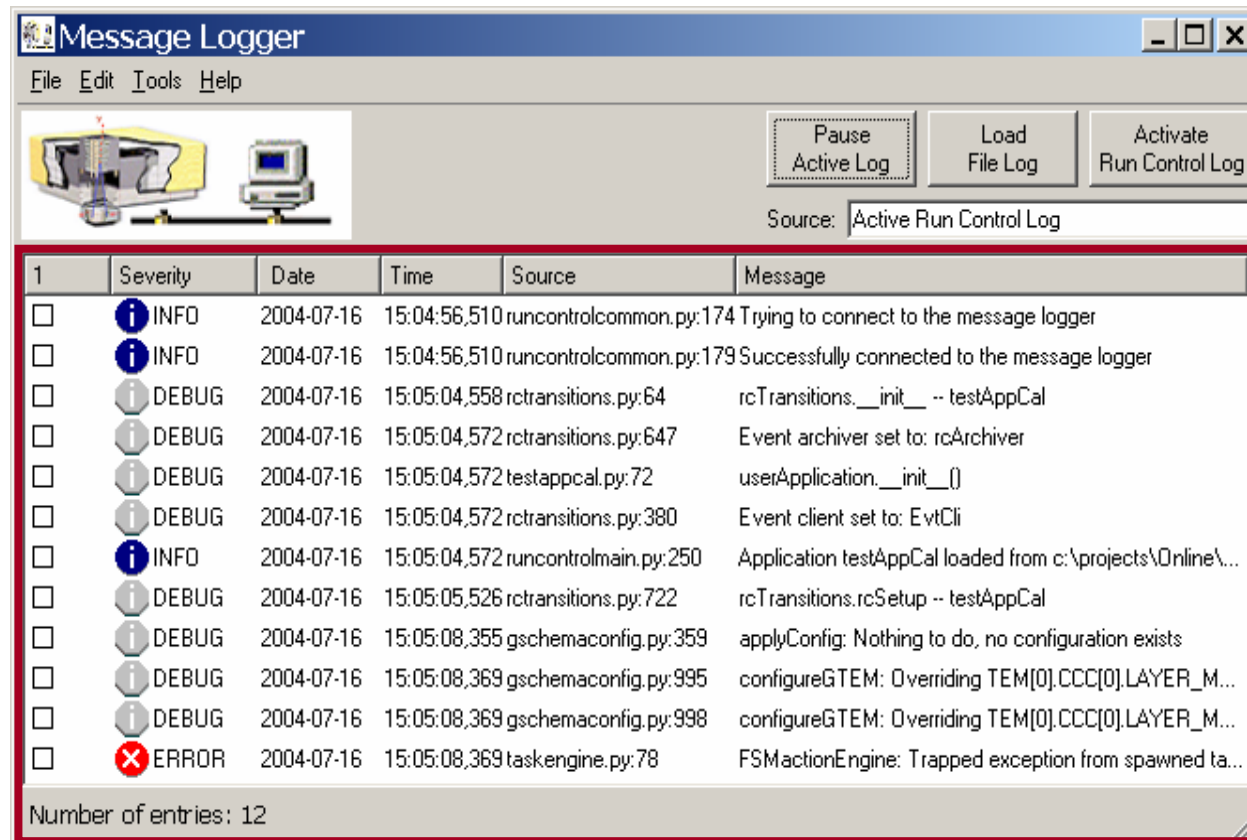 Message Logger
File Edit Tools Help
Pause Active Log
Load File Log
Activate Run Control Log
Source: Active Run Control Log
1 Severity Date Time Source Message
INFO 2004-07-16 15:04:56,510 runcontrolcommon.py:174 Trying to connect to the message logger
INFO 2004-07-16 15:04:56,510 runcontrolcommon.py:179 Successfully connected to the message logger
DEBUG 2004-07-16 15:05:04,558 rctransitions.py:64 rcTransitions.__init__ -- testAppCal
DEBUG 2004-07-16 15:05:04,572 rctransitions.py:647 Event archiver set to: rcArchiver
DEBUG 2004-07-16 15:05:04,572 testappcal.py:72 userApplication.__init__()
DEBUG 2004-07-16 15:05:04,572 rctransitions.py:380 Event client set to: EvtCli
INFO 2004-07-16 15:05:04,572 runcontrolmain.py:250 Application testAppCal loaded from c:\projects\Online\...
DEBUG 2004-07-16 15:05:05,526 rctransitions.py:722 rcTransitions.rcSetup -- testAppCal
DEBUG 2004-07-16 15:05:08,355 gschemaconfig.py:359 applyConfig: Nothing to do, no configuration exists
DEBUG 2004-07-16 15:05:08,369 gschemaconfig.py:995 configureGTEM: Overriding TEM[0].CCC[0].LAYER_M...
DEBUG 2004-07-16 15:05:08,369 gschemaconfig.py:998 configureGTEM: Overriding TEM[0].CCC[0].LAYER_M...
ERROR 2004-07-16 15:05:08,369 taskengine.py:78 FSMactionEngine: Trapped exception from spawned ta...
Number of entries: 12